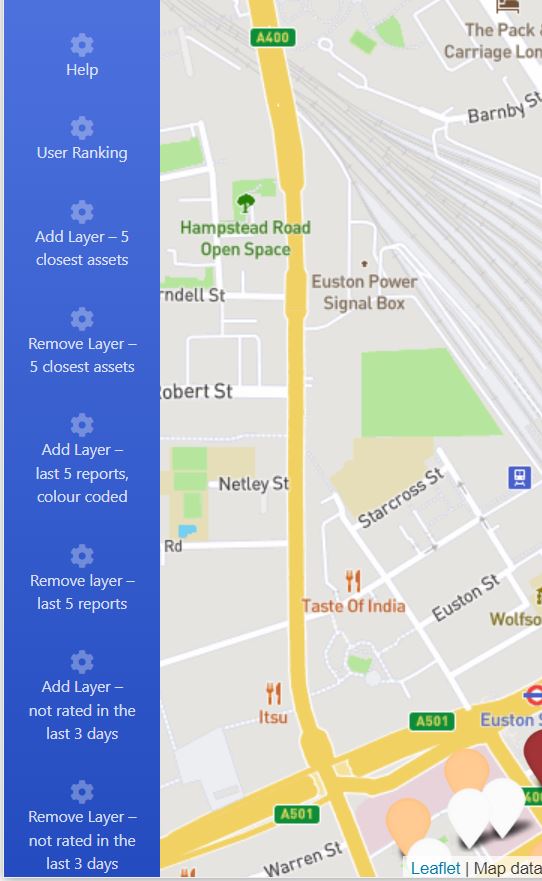 Help
User Ranking
Add Layer – 5
closest assets
Remove Layer –
5 closest assets
Add Layer –
last 5 reports,
colour coded
Remove layer –
last 5 reports
Add Layer –
not rated in the
last 3 days
Remove Layer –
not rated in the
last 3 days
A400
The Pack &
Carriage Lon
Barnby St
Hampstead Road
Open Space
Euston Power
Signal Box
rndell St
obert St
Netley St
Starcross St
Rd
Taste Of India
Euston St
Wolfso
Itsu
A501
Euston S
A501
400
Warren St
Leaflet | Map data